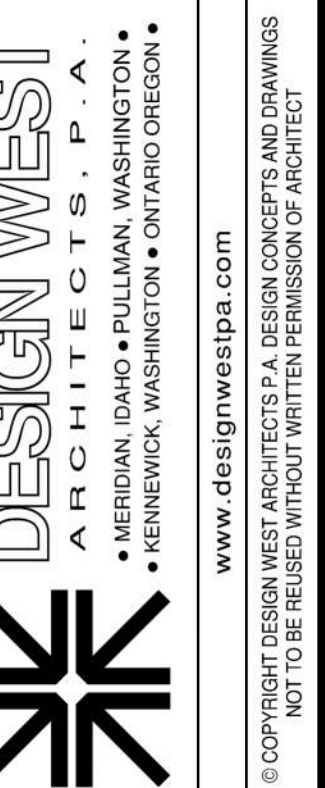 DESIGN WEST
ARCHITECTS, P.A.
• MERIDIAN, IDAHO • PULLMAN, WASHINGTON •
• KENNEWICK, WASHINGTON • ONTARIO OREGON •
www.designwestpa.com
© COPYRIGHT DESIGN WEST ARCHITECTS P.A. DESIGN CONCEPTS AND DRAWINGS
NOT TO BE REUSED WITHOUT WRITTEN PERMISSION OF ARCHITECT